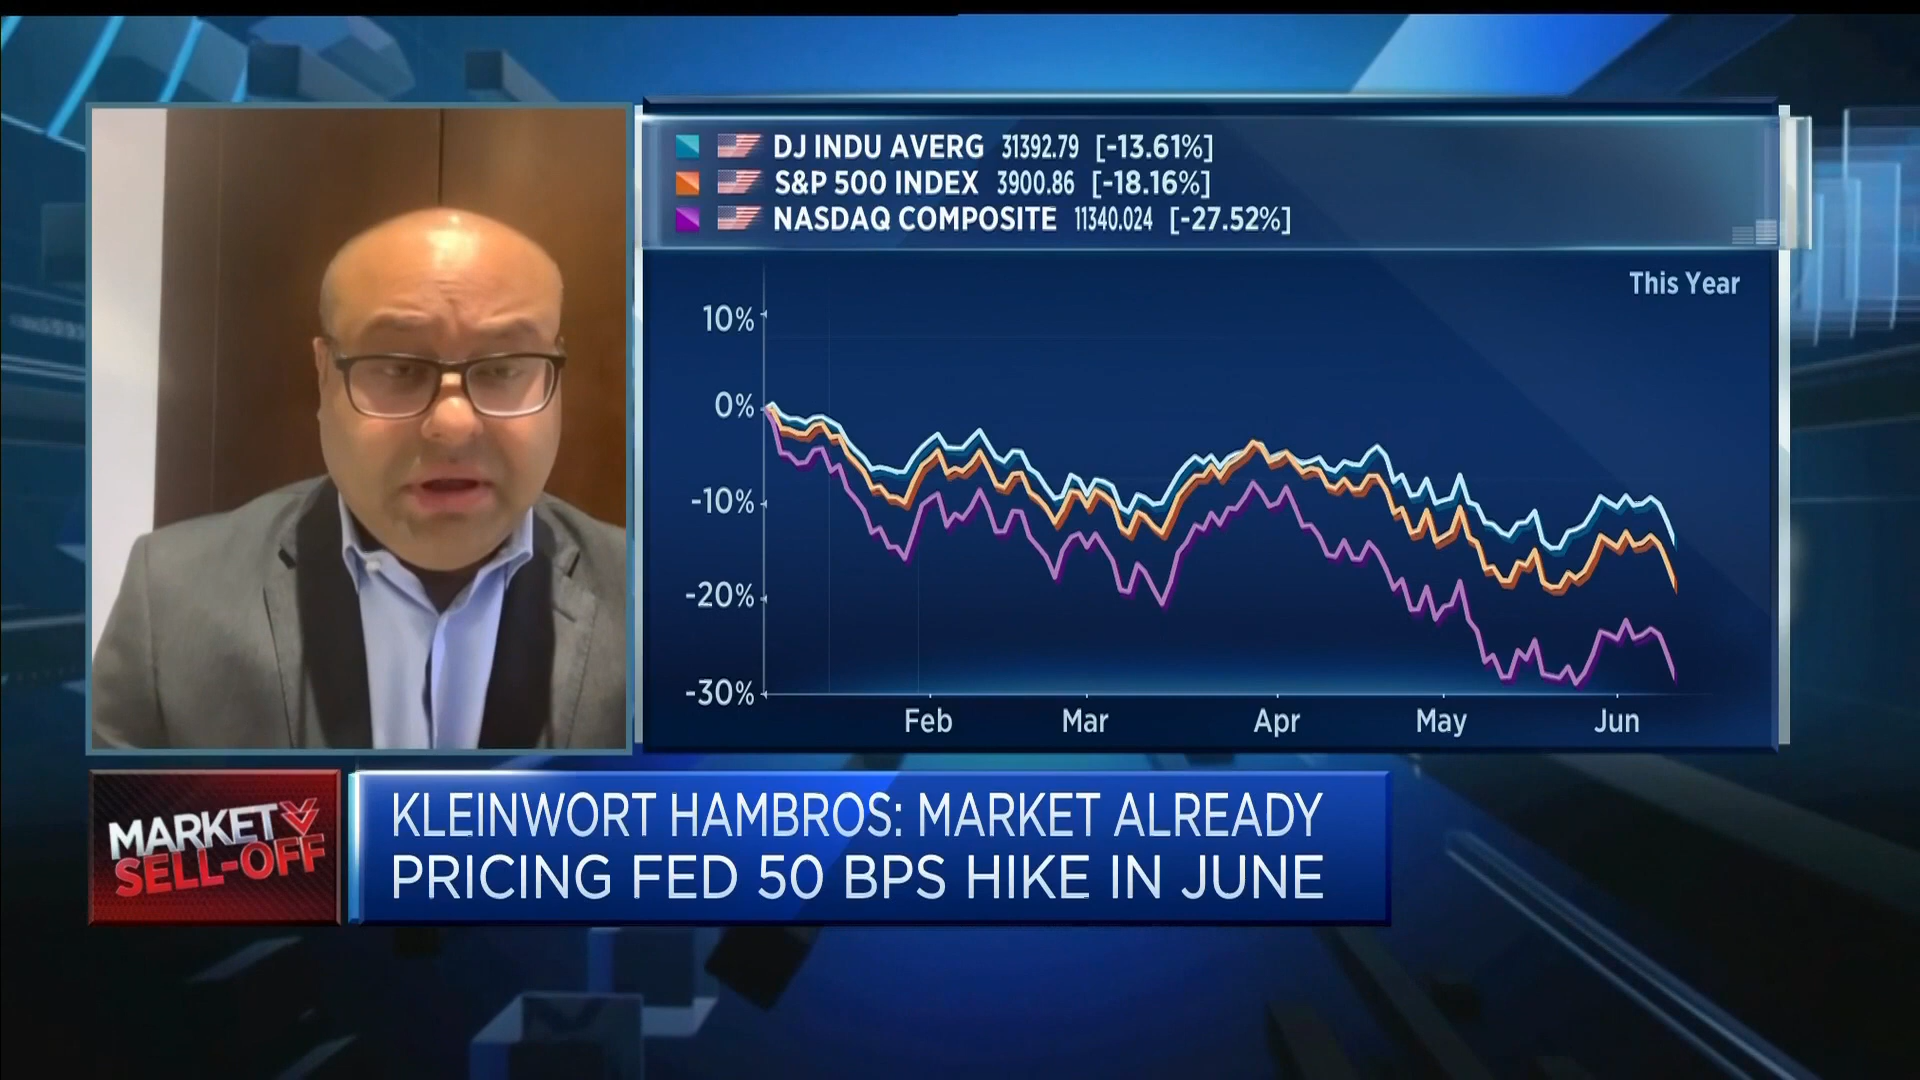 DJ INDU AVERG 31392.79 [-13.61%]
S&P 500 INDEX 3900.86 [-18.16%]
NASDAQ COMPOSITE 11340.024 [-27.52%]
This Year
10%
0%
-10%
-20%
-30%
Feb Mar Apr May Jun
MARKET
SELL-OFF
KLEINWORT HAMBROS: MARKET ALREADY
PRICING FED 50 BPS HIKE IN JUNE